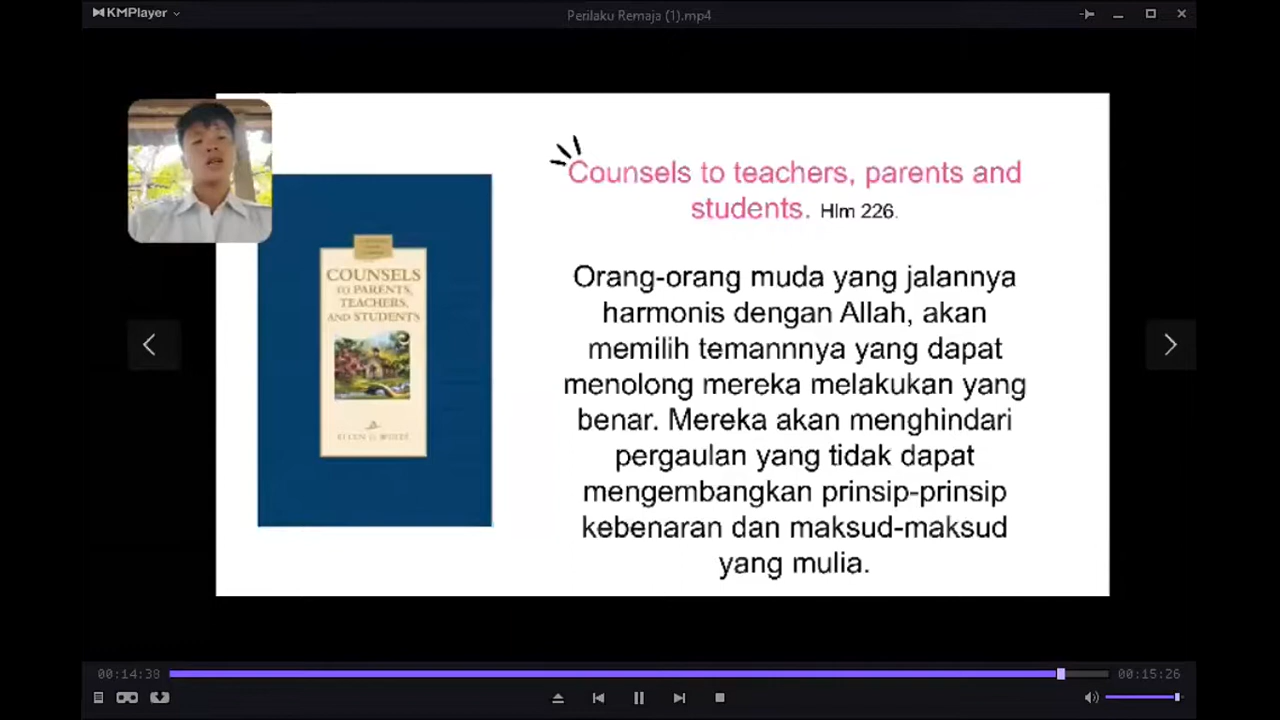 KMPlayer
Perilaku Remaja (1).mp4
Counsels to teachers, parents and
students. Hlm 226.
COUNSELS
TO PARENTS,
TEACHERS,
AND STUDENTS
ELLEN G. WHITE
Orang-orang muda yang jalannya
harmonis dengan Allah, akan
memilih temannnya yang dapat
menolong mereka melakukan yang
benar. Mereka akan menghindari
pergaulan yang tidak dapat
mengembangkan prinsip-prinsip
kebenaran dan maksud-maksud
yang mulia.
00:14:38
00:15:26